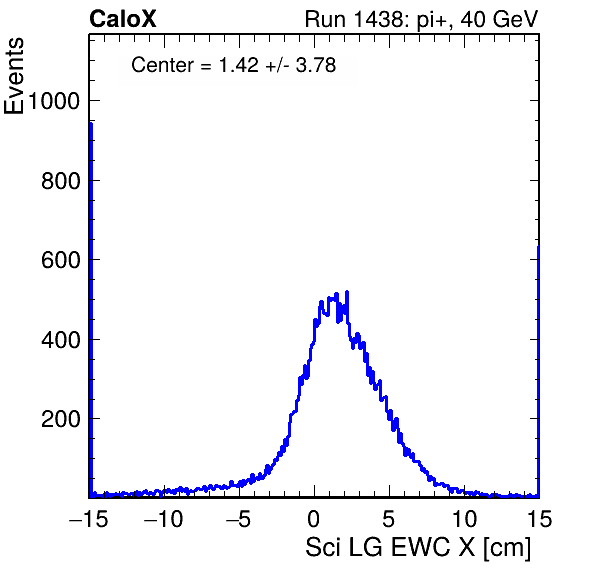 CaloX Run 1438: pi+, 40 GeV
Center = 1.42 +/- 3.78
Events
1000
800
600
400
200
−15 −10 −5 0 5 10 15
Sci LG EWC X [cm]